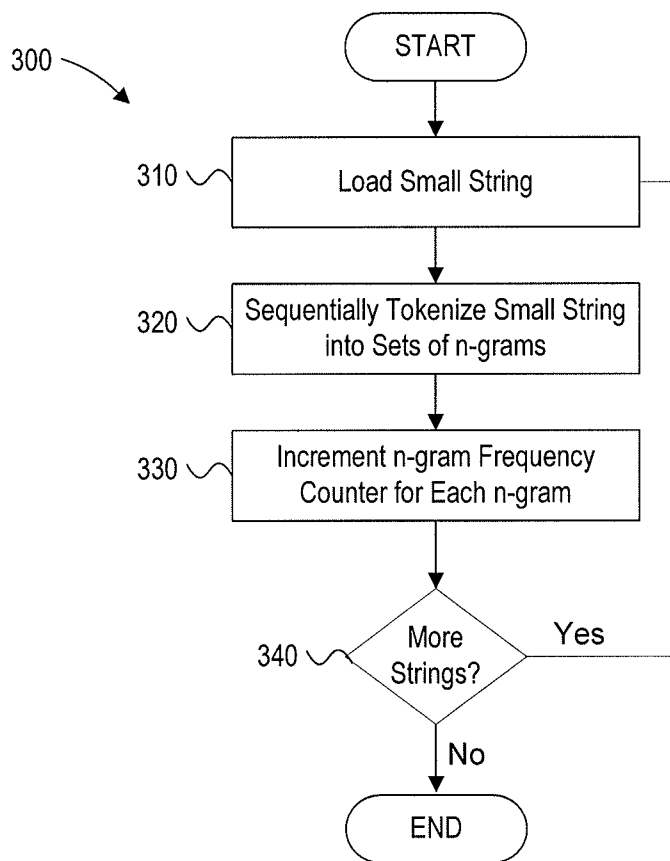 START
300
310
Load Small String
320
Sequentially Tokenize Small String
into Sets of n-grams
330
Increment n-gram Frequency
Counter for Each n-gram
340
More
Strings?
Yes
No
END